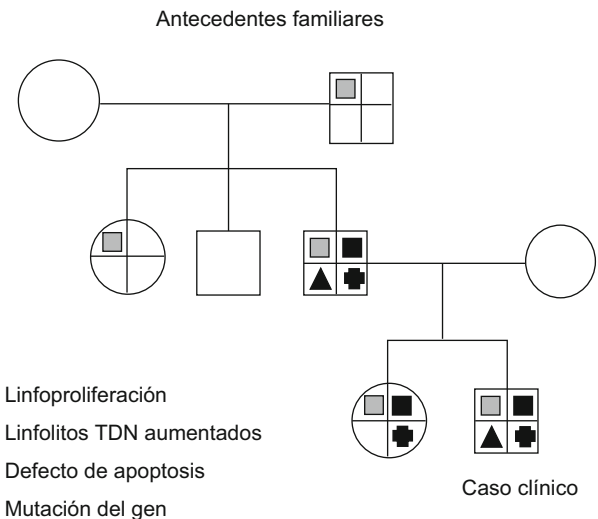 Antecedentes familiares
Linfoproliferación
Linfolitos TDN aumentados
Defecto de apoptosis
Mutación del gen
Caso clínico